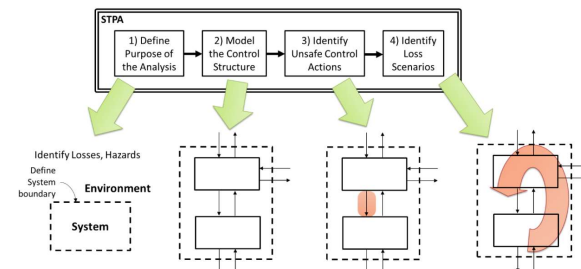 STPA
1) Define
Purpose of
the Analysis
2) Model
the Control
Structure
3) Identify
Unsafe Control
Actions
4) Identify
Loss
Scenarios
Identify Losses, Hazards
Define
System
boundary
Environment
System